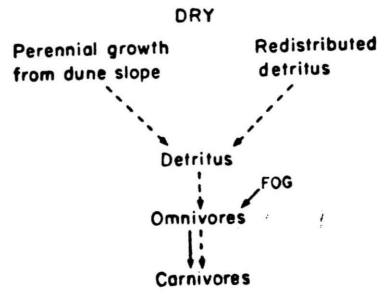 DRY
Perennial growth
from dune slope
Redistributed
detritus
Detritus
FOG
Omnivores
Carnivores